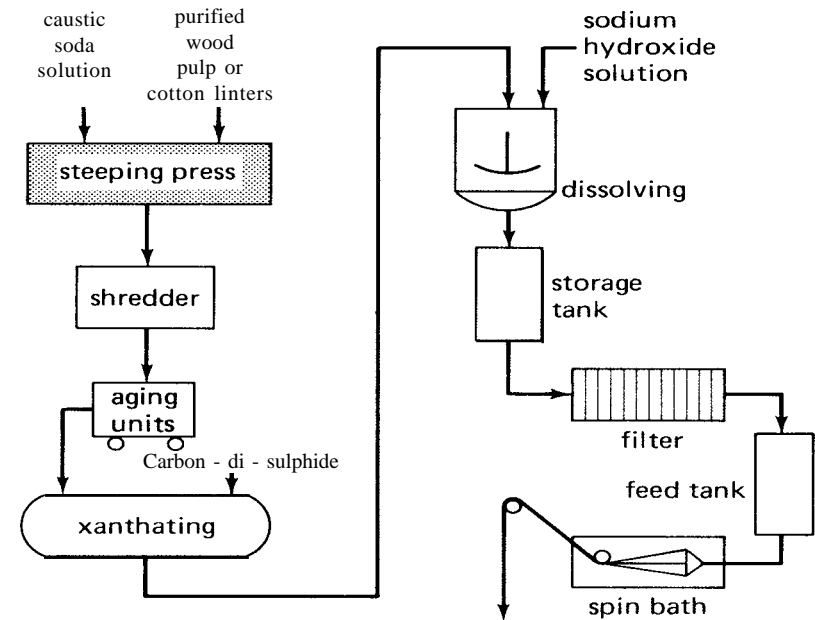 caustic
soda
solution
purified
wood
pulp or
cotton linters
steeping press
shredder
aging
units
Carbon - di - sulphide
xanthating
sodium
hydroxide
solution
dissolving
storage
tank
filter
feed tank
spin bath